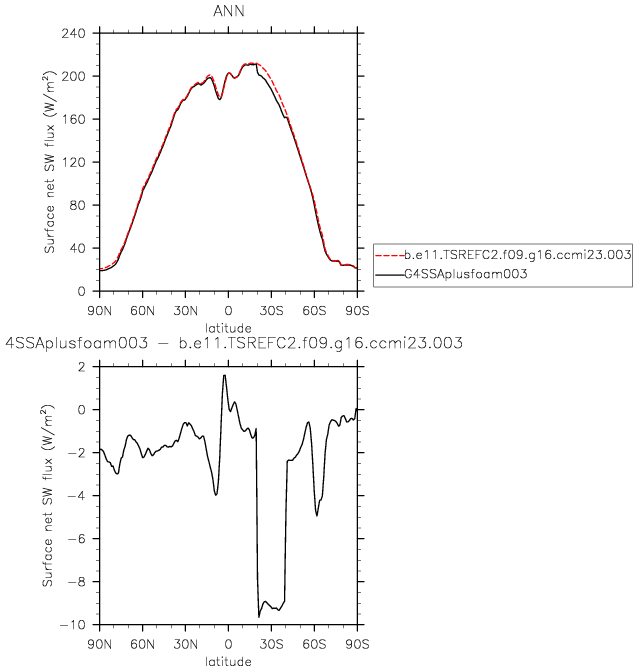 ANN
240
200
160
120
80
40
0
Surface net SW flux (W/m²)
90N 60N 30N 0 30S 60S 90S
latitude
b.e11.TSREFC2.f09.g16.ccmi23.003
G4SSAplusfoam003
4SSAplusfoam003 − b.e11.TSREFC2.f09.g16.ccmi23.003
2
0
−2
−4
−6
−8
−10
Surface net SW flux (W/m²)
90N 60N 30N 0 30S 60S 90S
latitude